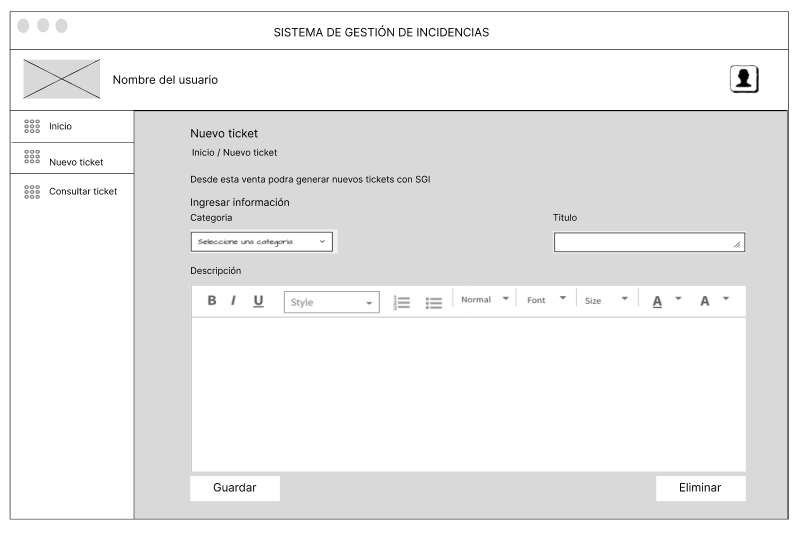 SISTEMA DE GESTIÓN DE INCIDENCIAS
Nombre del usuario
Inicio
Nuevo ticket
Consultar ticket
Nuevo ticket
Inicio / Nuevo ticket
Desde esta venta podra generar nuevos tickets con SGI
Ingresar información
Categoria
Titulo
Seleccione una categoria
Descripción
B I U Style Normal Font Size A A
Guardar
Eliminar